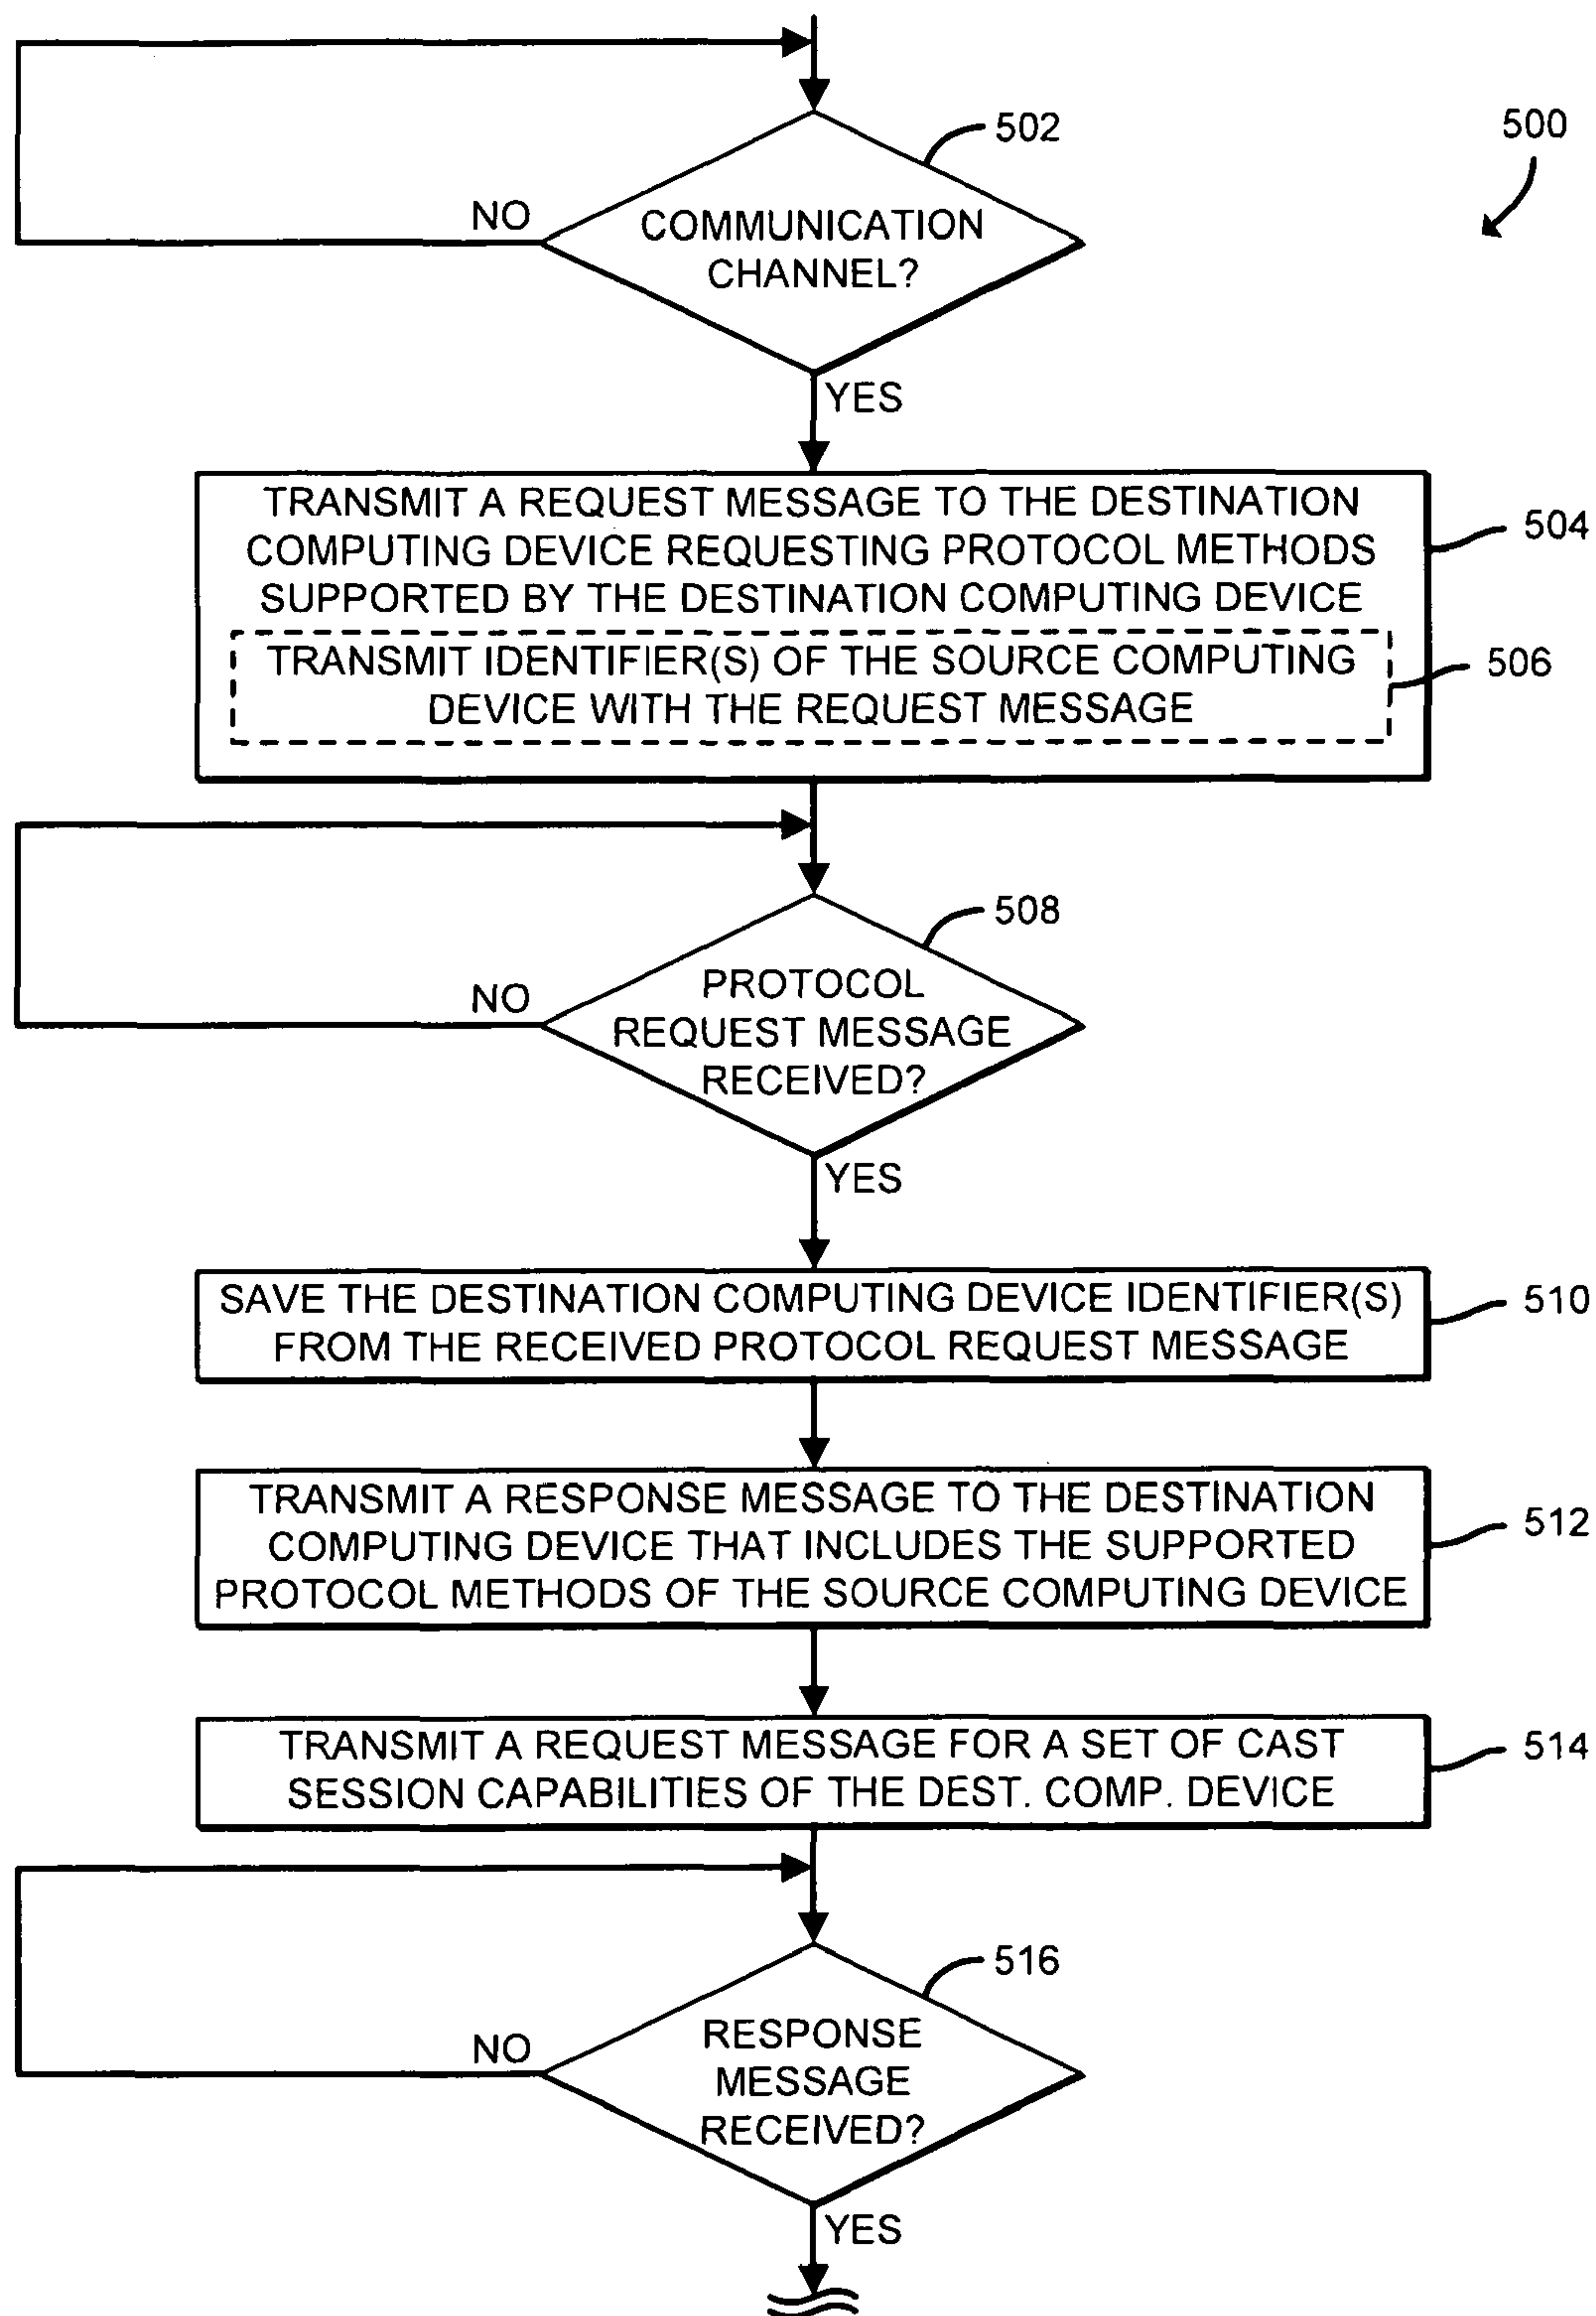 502
500
NO
COMMUNICATION
CHANNEL?
YES
TRANSMIT A REQUEST MESSAGE TO THE DESTINATION
COMPUTING DEVICE REQUESTING PROTOCOL METHODS
SUPPORTED BY THE DESTINATION COMPUTING DEVICE
504
TRANSMIT IDENTIFIER(S) OF THE SOURCE COMPUTING
DEVICE WITH THE REQUEST MESSAGE
506
508
NO
PROTOCOL
REQUEST MESSAGE
RECEIVED?
YES
SAVE THE DESTINATION COMPUTING DEVICE IDENTIFIER(S)
FROM THE RECEIVED PROTOCOL REQUEST MESSAGE
510
TRANSMIT A RESPONSE MESSAGE TO THE DESTINATION
COMPUTING DEVICE THAT INCLUDES THE SUPPORTED
PROTOCOL METHODS OF THE SOURCE COMPUTING DEVICE
512
TRANSMIT A REQUEST MESSAGE FOR A SET OF CAST
SESSION CAPABILITIES OF THE DEST. COMP. DEVICE
514
516
NO
RESPONSE
MESSAGE
RECEIVED?
YES